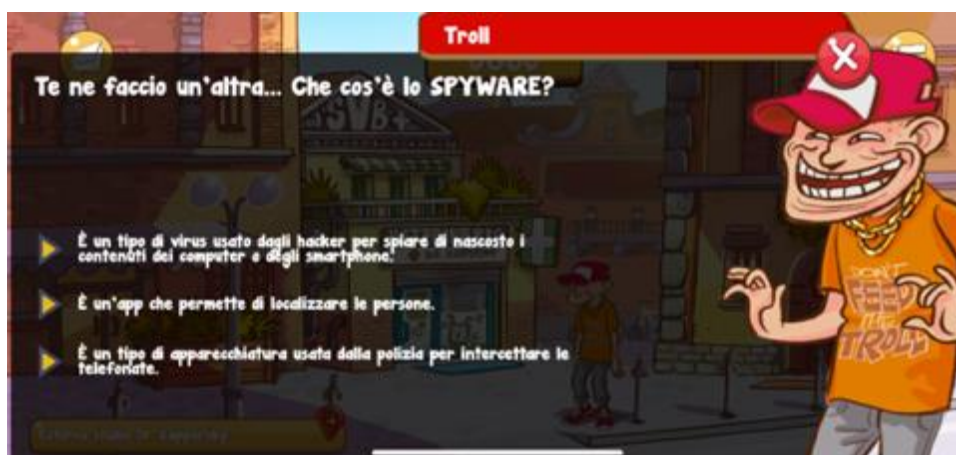 Troll
Te ne faccio un'altra... Che cos'è lo SPYWARE?
È un tipo di virus usato dagli hacker per spiare di nascosto i
contenuti dei computer o degli smartphone.
È un'app che permette di localizzare le persone.
È un tipo di apparecchiatura usata dalla polizia per intercettare le
telefonate.
DON'T
FEED
THE
TROLL